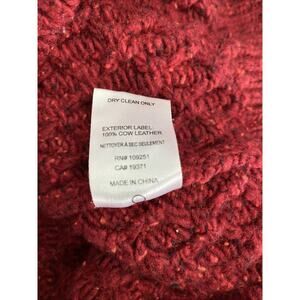 DRY CLEAN ONLY
EXTERIOR LABEL
100% COW LEATHER
NETTOYER À SEC SEULEMENT
RN# 109251
CA# 19371
MADE IN CHINA